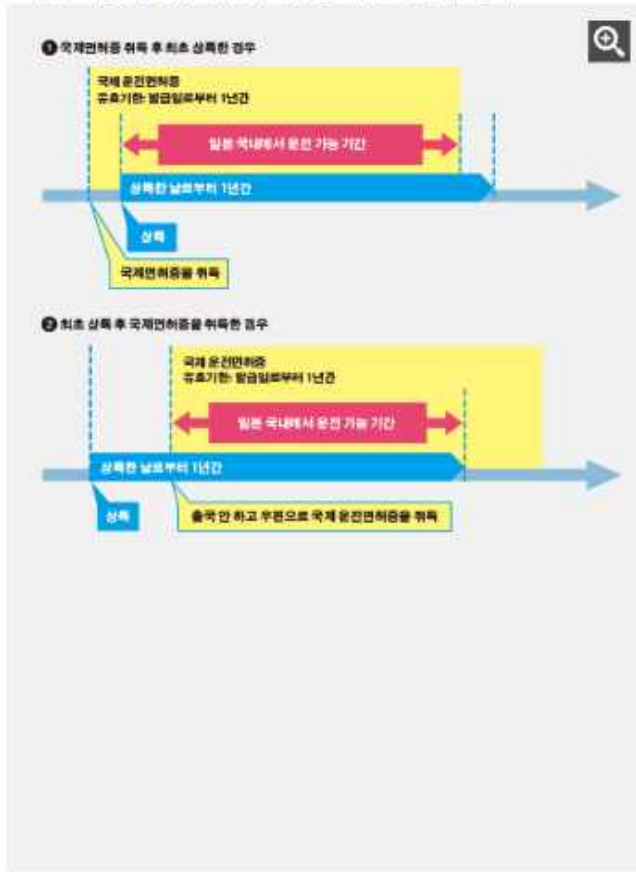 ❶ 국제면허증 취득 후 최초 상륙한 경우
국제 운전면허증
유효기한: 발급일로부터 1년간
일본 국내에서 운전 가능 기간
상륙한 날로부터 1년간
상륙
국제면허증을 취득
❷ 최초 상륙 후 국제면허증을 취득한 경우
국제 운전면허증
유효기한: 발급일로부터 1년간
일본 국내에서 운전 가능 기간
상륙한 날로부터 1년간
상륙
출국 안 하고 우편으로 국제 운전면허증을 취득